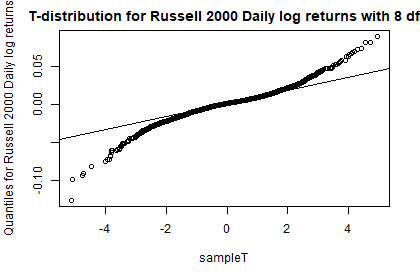 T-distribution for Russell 2000 Daily log returns with 8 df
Quantiles for Russell 2000 Daily log returns
0.05
0.00
-0.10
-4
-2
0
2
4
sampleT